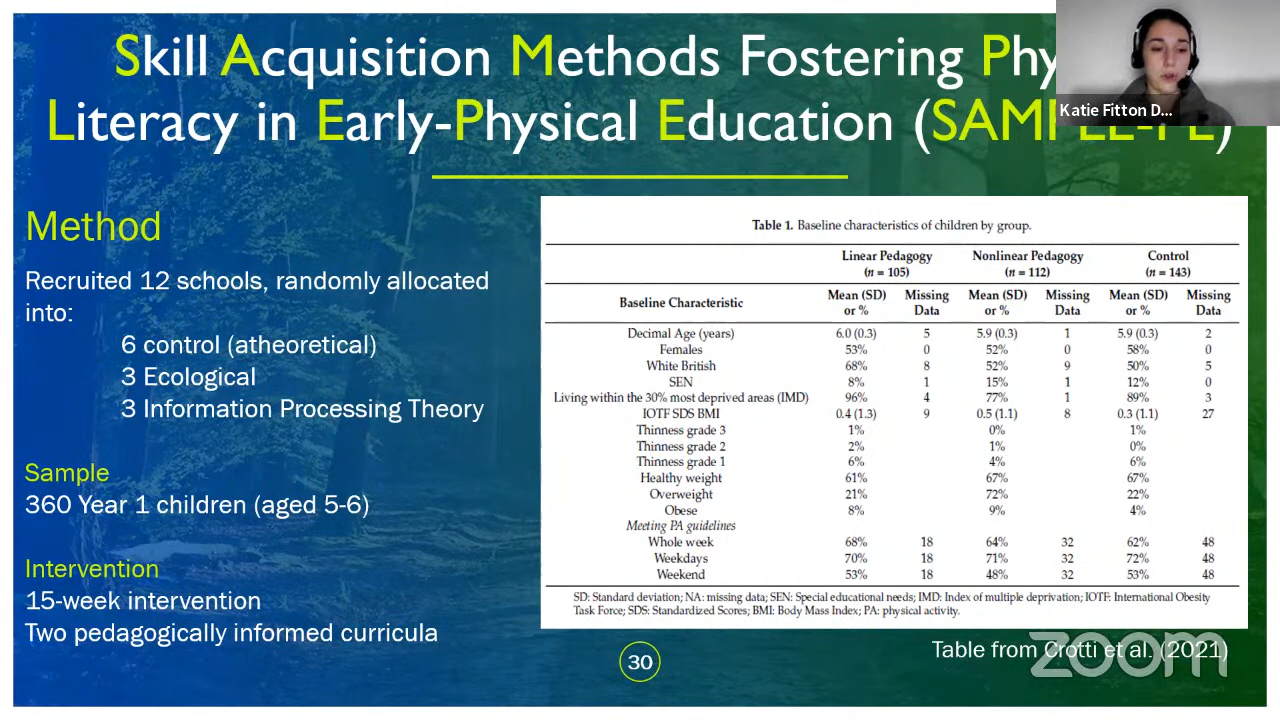 Skill Acquisition Methods Fostering Phy
Literacy in Early-Physical Education (SAMPLE-PE)
Katie Fitton D...
Method
Recruited 12 schools, randomly allocated
into:
6 control (atheoretical)
3 Ecological
3 Information Processing Theory
Sample
360 Year 1 children (aged 5-6)
Intervention
15-week intervention
Two pedagogically informed curricula
Table 1. Baseline characteristics of children by group.
Linear Pedagogy (n = 105) Nonlinear Pedagogy (n = 112) Control (n = 143)
Baseline Characteristic Mean (SD) or % Missing Data Mean (SD) or % Missing Data Mean (SD) or % Missing Data
Decimal Age (years) 6.0 (0.3) 5 5.9 (0.3) 1 5.9 (0.3) 2
Females 53% 0 52% 0 58% 0
White British 68% 8 52% 9 50% 5
SEN 8% 1 15% 1 12% 0
Living within the 30% most deprived areas (IMD) 96% 4 77% 1 89% 3
IOTF SDS BMI 0.4 (1.3) 9 0.5 (1.1) 8 0.3 (1.1) 27
Thinness grade 3 1% 0% 1%
Thinness grade 2 2% 1% 0%
Thinness grade 1 6% 4% 6%
Healthy weight 61% 67% 67%
Overweight 21% 72% 22%
Obese 8% 9% 4%
Meeting PA guidelines
Whole week 68% 18 64% 32 62% 48
Weekdays 70% 18 71% 32 72% 48
Weekend 53% 18 48% 32 53% 48
SD: Standard deviation; NA: missing data; SEN: Special educational needs; IMD: Index of multiple deprivation; IOTF: International Obesity
Task Force; SDS: Standardized Scores; BMI: Body Mass Index; PA: physical activity.
Table from Crotti et al. (2021)
zoom
30